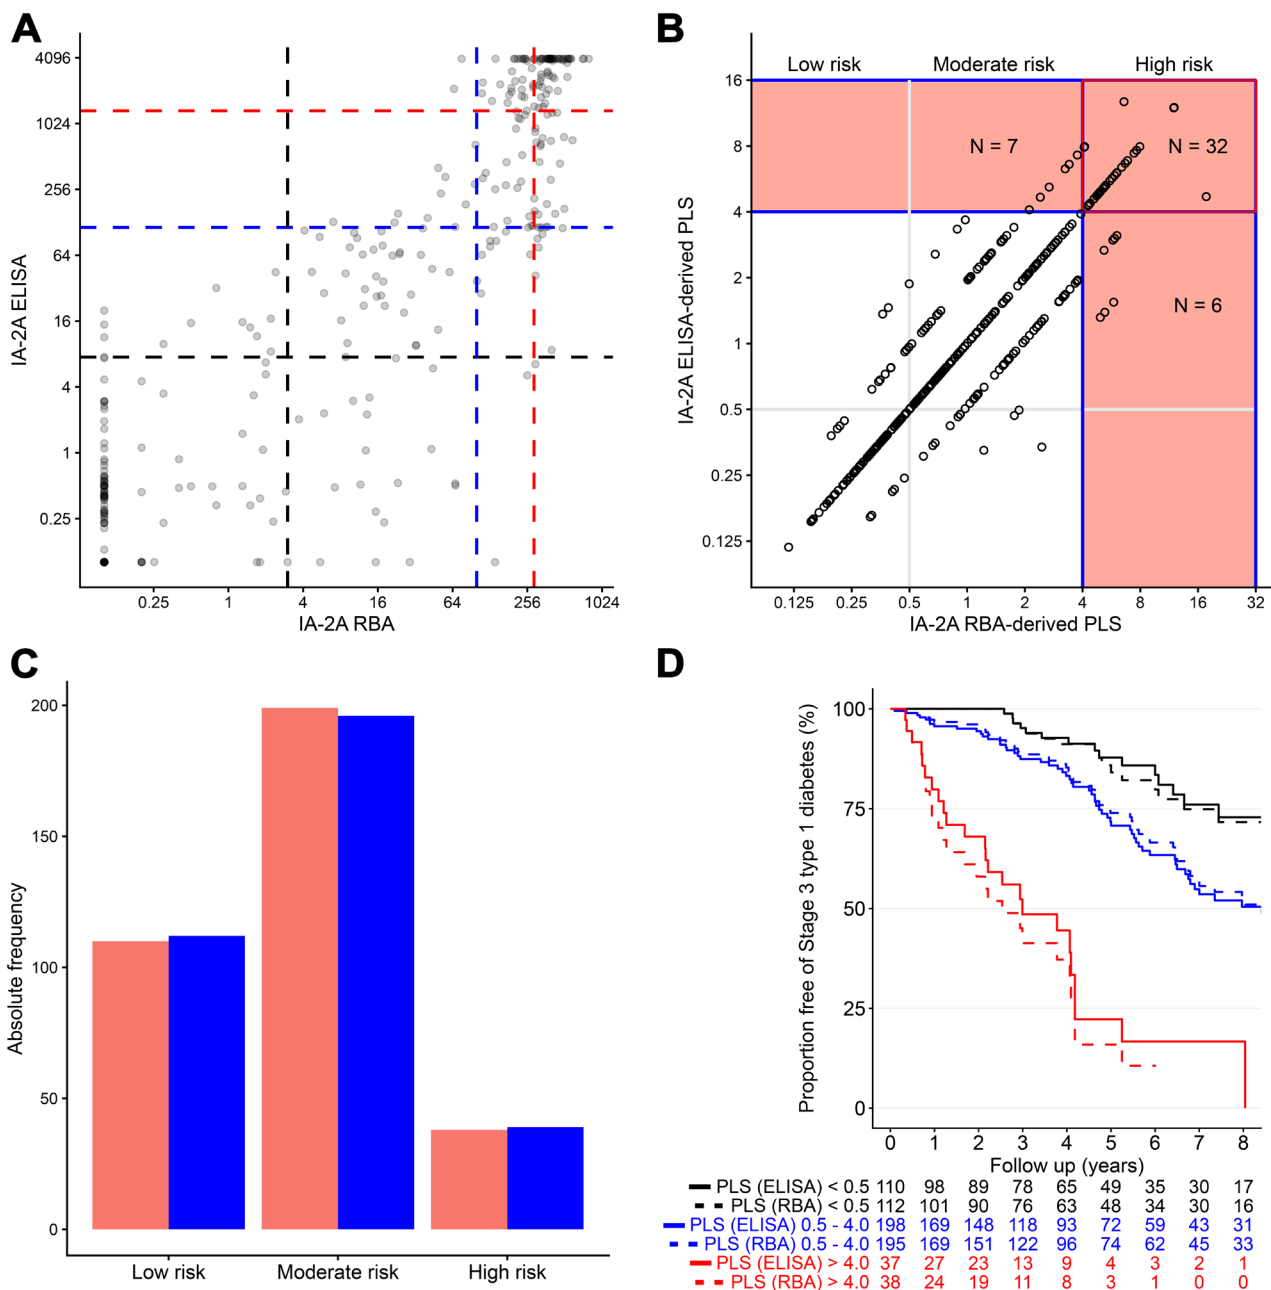 A
4096
1024
256
64
16
4
1
0.25
IA-2A ELISA
0.25 1 4 16 64 256 1024
IA-2A RBA
B
Low risk Moderate risk High risk
16
8
4
2
1
0.5
0.25
0.125
N = 7
N = 32
N = 6
IA-2A ELISA-derived PLS
0.125 0.25 0.5 1 2 4 8 16 32
IA-2A RBA-derived PLS
C
200
150
100
50
0
Absolute frequency
Low risk Moderate risk High risk
D
100
75
50
25
0
Proportion free of Stage 3 type 1 diabetes (%)
0 1 2 3 4 5 6 7 8
Follow up (years)
PLS (ELISA) < 0.5 110 98 89 78 65 49 35 30 17
PLS (RBA) < 0.5 112 101 90 76 63 48 34 30 16
PLS (ELISA) 0.5 - 4.0 198 169 148 118 93 72 59 43 31
PLS (RBA) 0.5 - 4.0 195 169 151 122 96 74 62 45 33
PLS (ELISA) > 4.0 37 27 23 13 9 4 3 2 1
PLS (RBA) > 4.0 38 24 19 11 8 3 1 0 0